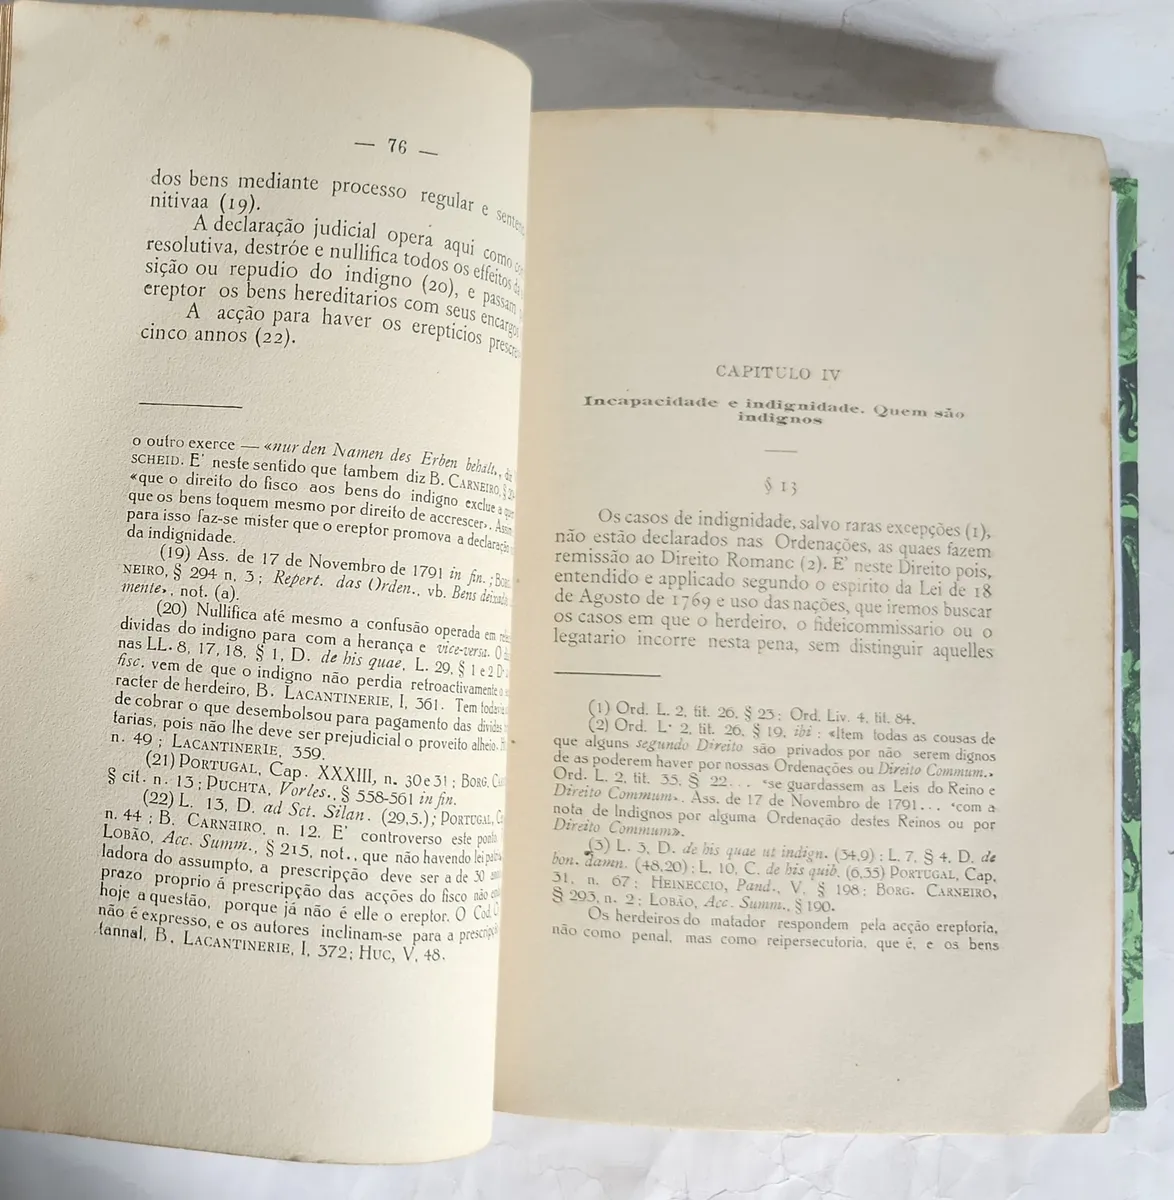 — 76 —
dos bens mediante processo regular e senten
nitivaa (19).
A declaração judicial opera aqui como
resolutiva, destróe e nullifica todos os effeitos da
sição ou repudio do indigno (20), e passam
ereptor os bens hereditarios com seus encargos
A acção para haver os erepticios prescre
cinco annos (22).
o outro exerce — «nur den Namen des Erben behält,,
SCHEID. E' neste sentido que tambem diz B. CARNEIRO, §
«que o direito do fisco aos bens do indigno exclue a
que os bens toquem mesmo por direito de accrescer». Assim
para isso faz-se mister que o ereptor promova a declaração
da indignidade.
(19) Ass. de 17 de Novembro de 1791 in fin.; BORG.
NEIRO, § 294 n. 3; Repert. das Orden., vb. Bens deixado
mente», not. (a).
(20) Nullifica até mesmo a confusão operada em
dividas do indigno para com a herança e vice-versa. O
nas LL. 8, 17, 18, § 1, D. de his quae, L. 29, § 1 e 2 D.
fisc, vem de que o indigno não perdia retroactivamente o
racter de herdeiro, B. LACANTINERIE, I, 361. Tem todavia
de cobrar o que desembolsou para pagamento das dividas
tarias, pois não lhe deve ser prejudicial o proveito alheio.
n. 49; LACANTINERIE, 359.
(21) PORTUGAL, Cap. XXXIII, n. 30 e 31; BORG. CAR
§ cit. n. 13; PUCHTA, Vorles., § 558-561 in fin.
(22) L. 13, D. ad Sct. Silan. (29,5.); PORTUGAL, C
n. 44; B. CARNEIRO, n. 12. E' controverso este ponto
LOBÃO, Acc. Summ., § 215, not., que não havendo lei
ladora do assumpto, a prescripção deve ser a de 30
prazo proprio á prescripção das acções do fisco não
hoje a questão, porque já não é elle o ereptor. O Cod.
não é expresso, e os autores inclinam-se para a prescripç
tannal, B. LACANTINERIE, I, 372; HUC, V, 48.
CAPITULO IV
Incapacidade e indignidade. Quem são
indignos
§ 13
Os casos de indignidade, salvo raras excepções (1),
não estão declarados nas Ordenações, as quaes fazem
remissão ao Direito Romano (2). E' neste Direito pois,
entendido e applicado segundo o espirito da Lei de 18
de Agosto de 1769 e uso das nações, que iremos buscar
os casos em que o herdeiro, o fideicommissario ou o
legatario incorre nesta pena, sem distinguir aquelles
(1) Ord. L. 2, tit. 26, § 23; Ord. Liv. 4, tit. 84.
(2) Ord. L· 2, tit. 26, § 19, ibi: «Item todas as cousas de
que alguns segundo Direito são privados por não serem dignos
de as poderem haver por nossas Ordenações ou Direito Commum.»
Ord. L. 2, tit. 35, § 22... «se guardassem as Leis do Reino e
Direito Commum». Ass. de 17 de Novembro de 1791... «com a
nota de Indignos por alguma Ordenação destes Reinos ou por
Direito Commum».
(3) L. 3, D. de his quae ut indign. (34,9); L. 7, § 4, D. de
bon. damn. (48,20); L. 10, C. de his quib. (6,35) PORTUGAL, Cap,
31, n. 67; HEINECCIO, Pand., V, § 198; BORG. CARNEIRO,
§ 293, n. 2; LOBÃO, Acc. Summ., § 190.
Os herdeiros do matador respondem pela acção ereptoria,
não como penal, mas como reipersecutoria, que é, e os bens